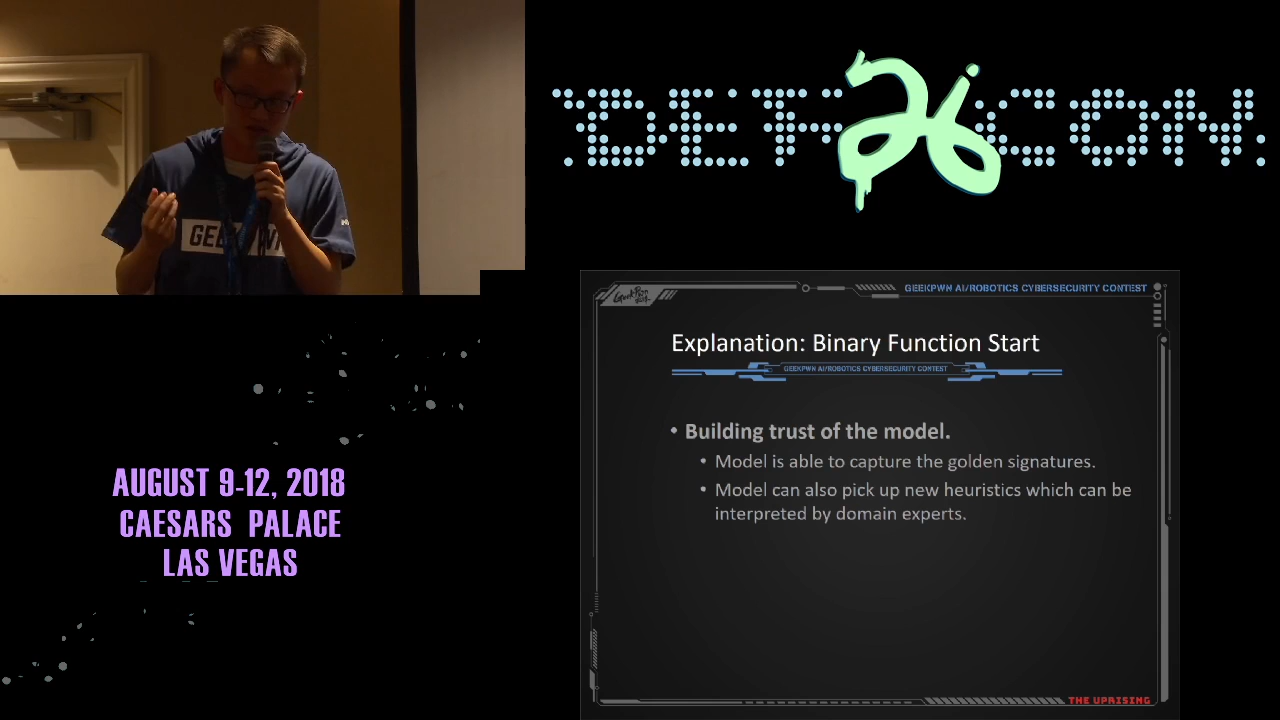 DEF 26 CON
AUGUST 9-12, 2018
CAESARS PALACE
LAS VEGAS
GeekPwn
GEEKPWN AI/ROBOTICS CYBERSECURITY CONTEST
Explanation: Binary Function Start
GEEKPWN AI/ROBOTICS CYBERSECURITY CONTEST
• Building trust of the model.
• Model is able to capture the golden signatures.
• Model can also pick up new heuristics which can be
interpreted by domain experts.
THE UPRISING